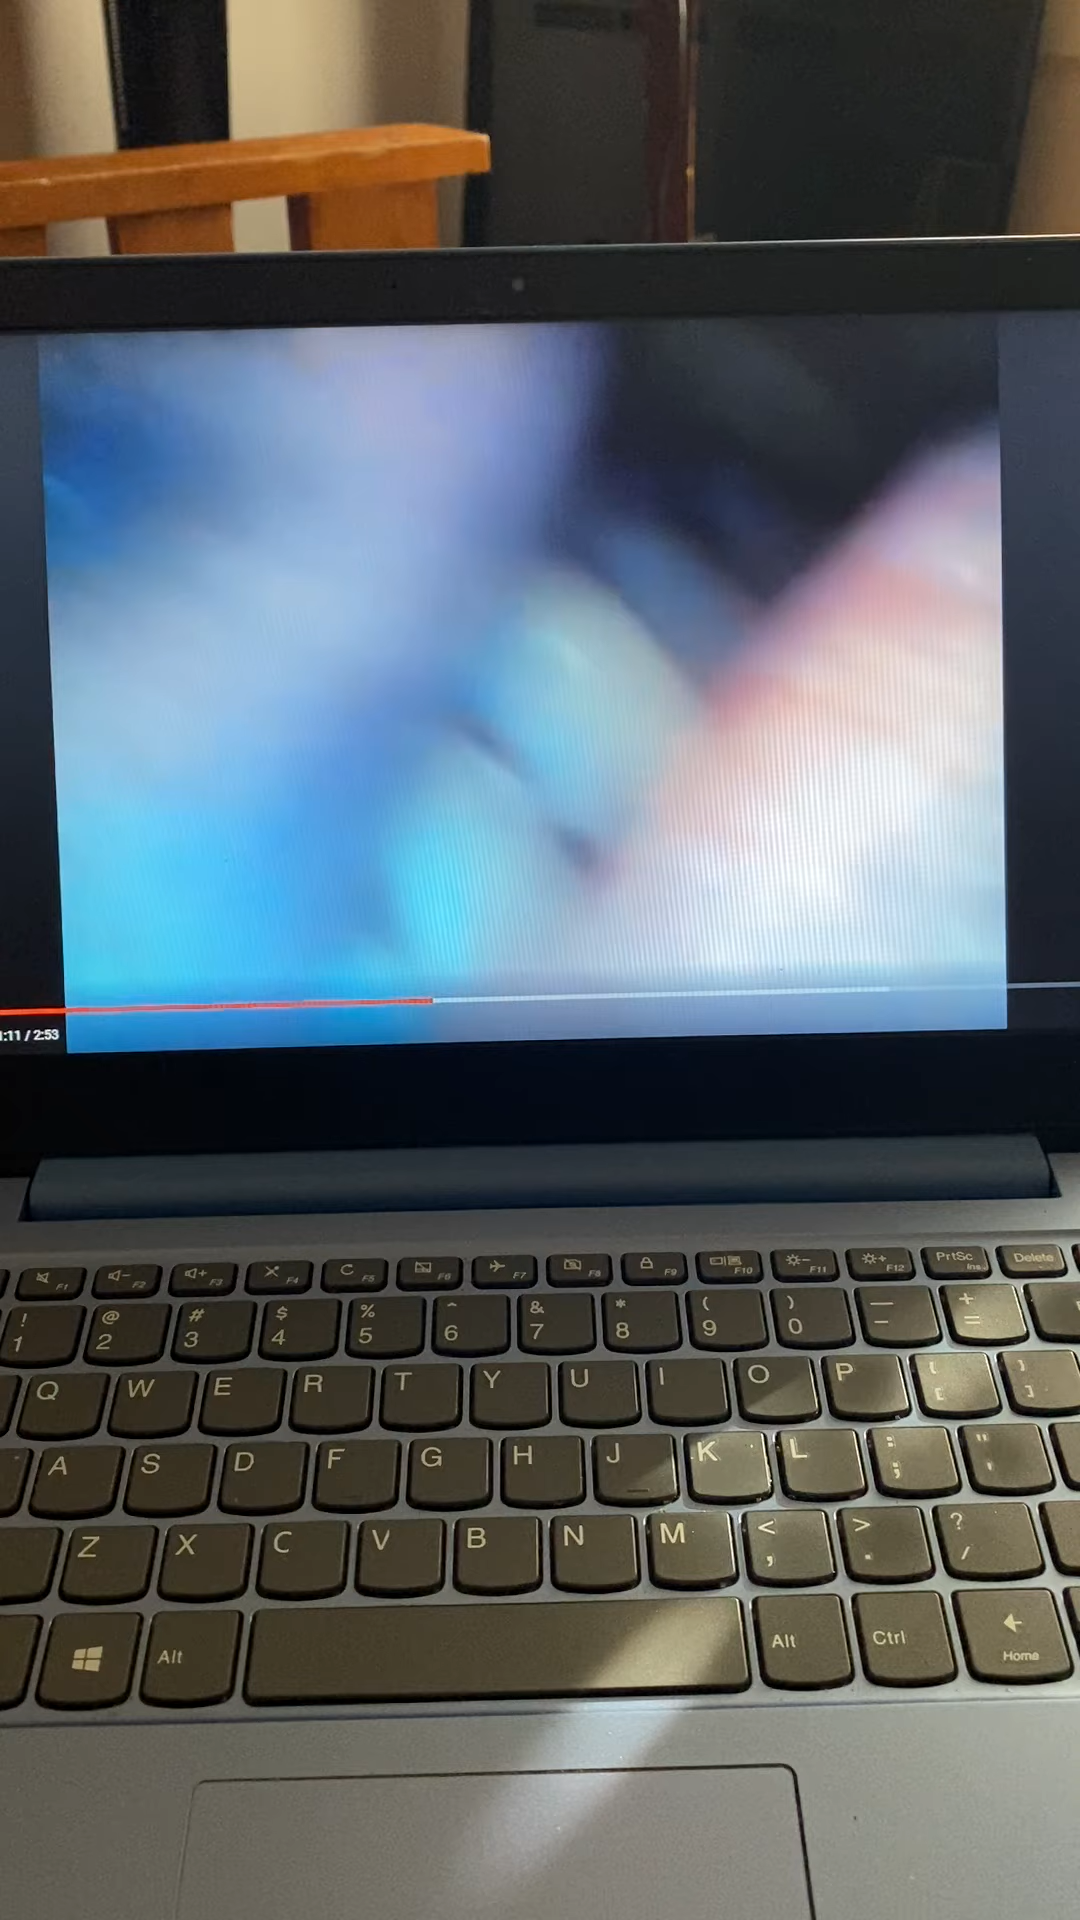 :11 / 2:53
F1 F2 F3 F4 F5 F6 F7 F8 F9 F10 F11 F12 PrtSc Ins Delete
! 1 @ 2 # 3 $ 4 % 5 ^ 6 & 7 * 8 ( 9 ) 0 — - + =
Q W E R T Y U I O P { [ } ]
A S D F G H J K L : ; " '
Z X C V B N M < , > . ? /
Alt Alt Ctrl Home